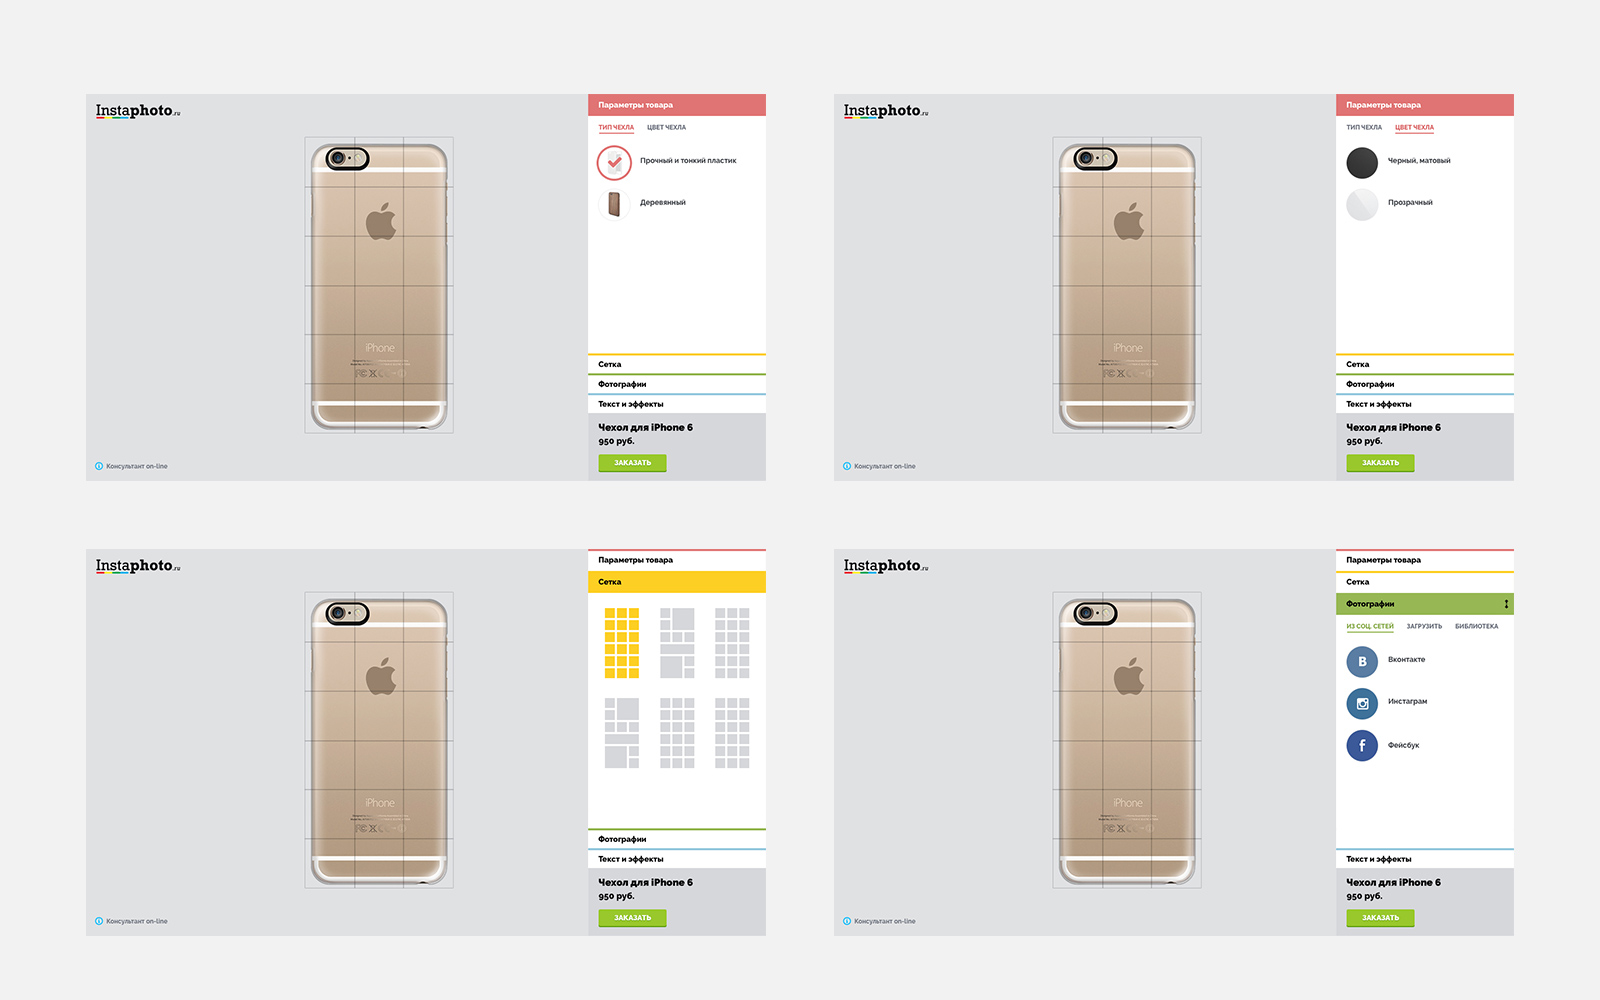 Instaphoto.ru
Параметры товара
ТИП ЧЕХЛА ЦВЕТ ЧЕХЛА
Прочный и тонкий пластик
Деревянный
iPhone
Сетка
Фотографии
Текст и эффекты
Чехол для iPhone 6
950 руб.
ЗАКАЗАТЬ
Консультант on-line
Instaphoto.ru
Параметры товара
ТИП ЧЕХЛА ЦВЕТ ЧЕХЛА
Черный, матовый
Прозрачный
iPhone
Сетка
Фотографии
Текст и эффекты
Чехол для iPhone 6
950 руб.
ЗАКАЗАТЬ
Консультант on-line
Instaphoto.ru
Параметры товара
Сетка
iPhone
Фотографии
Текст и эффекты
Чехол для iPhone 6
950 руб.
ЗАКАЗАТЬ
Консультант on-line
Instaphoto.ru
Параметры товара
Сетка
Фотографии
ИЗ СОЦ. СЕТЕЙ ЗАГРУЗИТЬ БИБЛИОТЕКА
Вконтакте
Инстаграм
Фейсбук
iPhone
Текст и эффекты
Чехол для iPhone 6
950 руб.
ЗАКАЗАТЬ
Консультант on-line